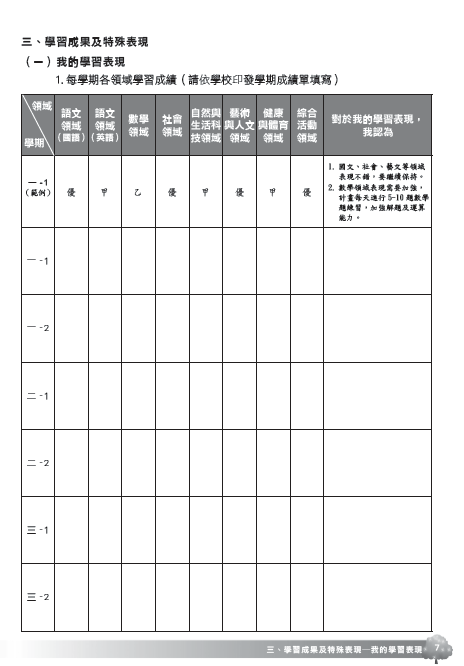 三、學習成果及特殊表現
（一）我的學習表現
1.每學期各領域學習成績（請依學校印發學期成績單填寫）
領域
學期
語文
領域
(國語)
語文
領域
(英語)
數學
領域
社會
領域
自然與
生活科
技領域
藝術
與人文
領域
健康
與體育
領域
綜合
活動
領域
對於我的學習表現，
我認為
一 -1
(範例)
優
甲
乙
優
甲
優
甲
優
1. 國文、社會、藝文等領域
表現不錯，要繼續保持。
2. 數學領域表現需要加強，
計畫每天進行 5-10 題數學
題練習，加強解題及運算
能力。
一 -1
一 -2
二 -1
二 -2
三 -1
三 -2
三、學習成果及特殊表現─我的學習表現
7